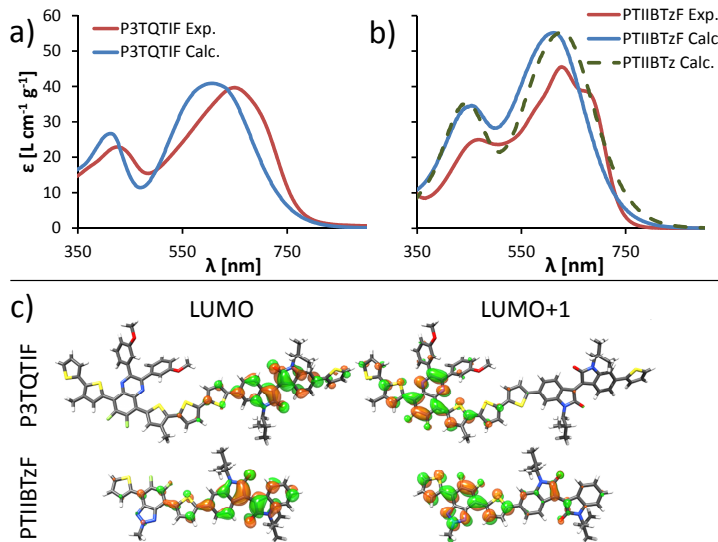 a)
P3TQTIF Exp.
P3TQTIF Calc.
ε [L cm⁻¹ g⁻¹]
60
50
40
30
20
10
0
350
550
750
λ [nm]
b)
PTIIBTzF Exp.
PTIIBTzF Calc
PTIIBTz Calc.
350
550
750
λ [nm]
c)
LUMO
LUMO+1
P3TQTIF
PTIIBTzF